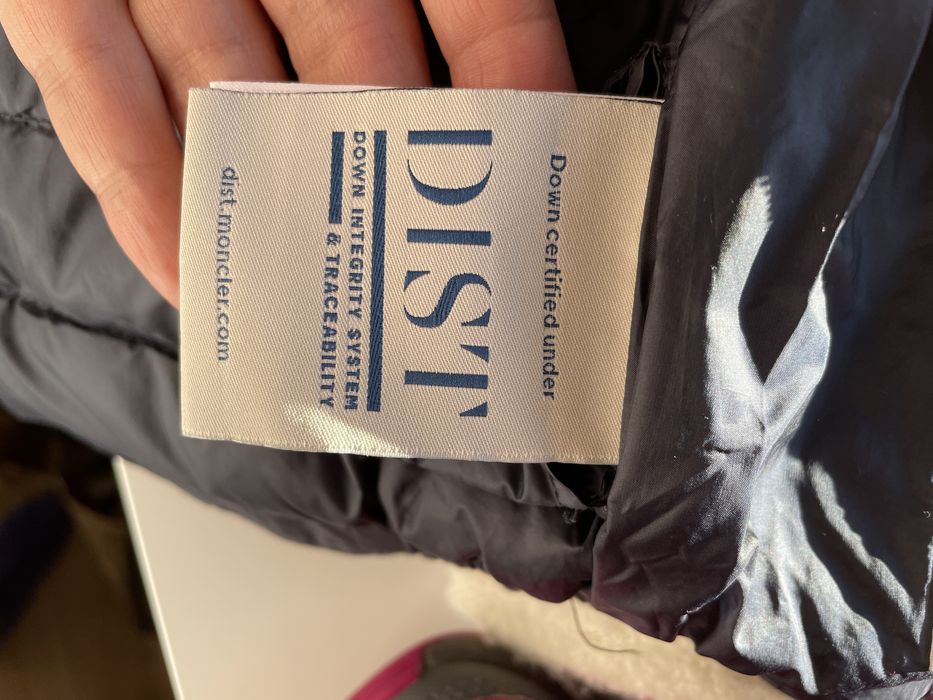 Down certified under
DIST
DOWN INTEGRITY SYSTEM
& TRACEABILITY
dist.moncler.com